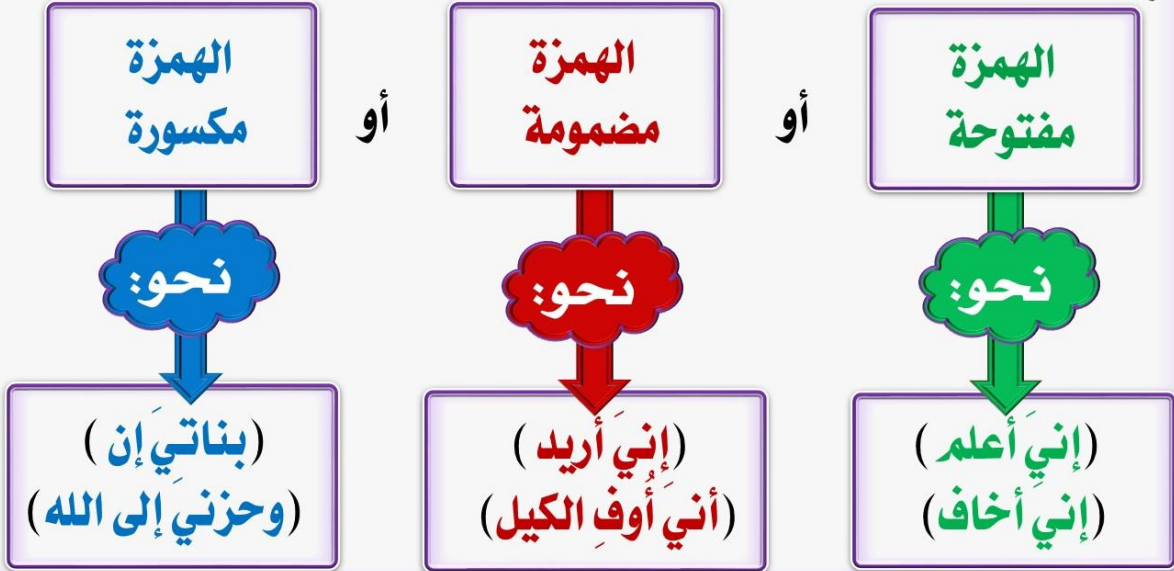 الهمزة
مفتوحة
أو
الهمزة
مضمومة
أو
الهمزة
مكسورة
نحو:
نحو:
نحو:
(إنيَ أعلم)
(إنيَ أخاف)
(إنيَ أريد)
(أنيَ أُوفِ الكيل)
(بناتيَ إن)
(وحزنيَ إلى الله)